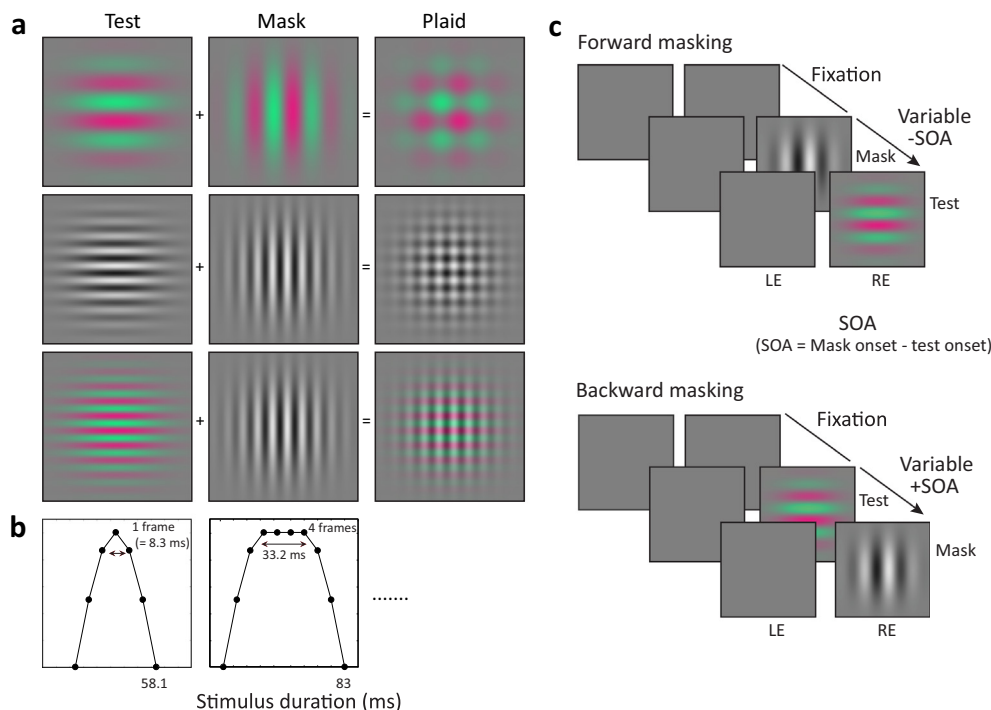 a
Test
Mask
Plaid
+
=
+
=
+
=
b
1 frame
(= 8.3 ms)
58.1
4 frames
33.2 ms
83
.......
Stimulus duration (ms)
c
Forward masking
Fixation
Variable
-SOA
Mask
Test
LE
RE
SOA
(SOA = Mask onset - test onset)
Backward masking
Fixation
Variable
+SOA
Test
Mask
LE
RE